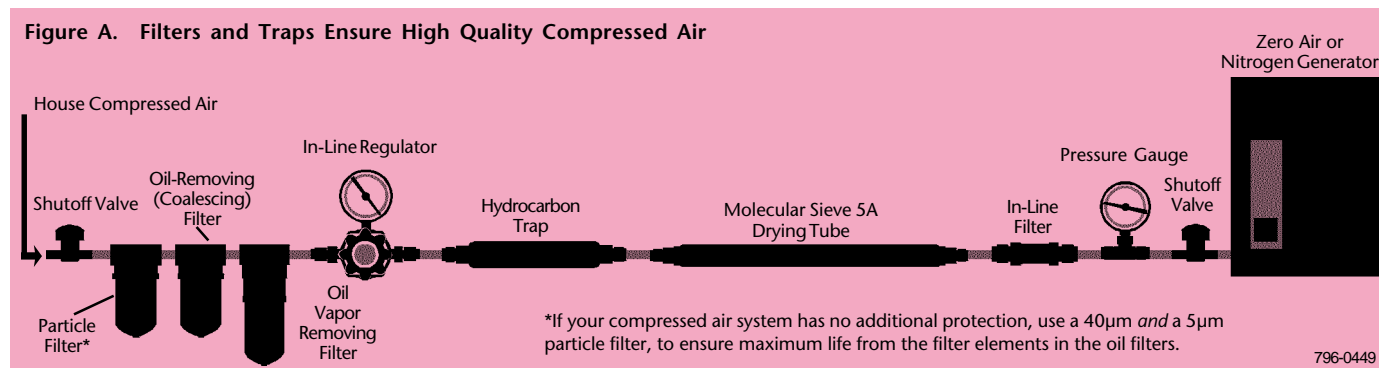 Figure A. Filters and Traps Ensure High Quality Compressed Air
Zero Air or
Nitrogen Generator
House Compressed Air
In-Line Regulator
Pressure Gauge
Oil-Removing
(Coalescing)
Filter
Shutoff Valve
Hydrocarbon
Trap
Molecular Sieve 5A
Drying Tube
In-Line
Filter
Shutoff
Valve
Particle
Filter*
Oil
Vapor
Removing
Filter
*If your compressed air system has no additional protection, use a 40µm and a 5µm
particle filter, to ensure maximum life from the filter elements in the oil filters.
796-0449